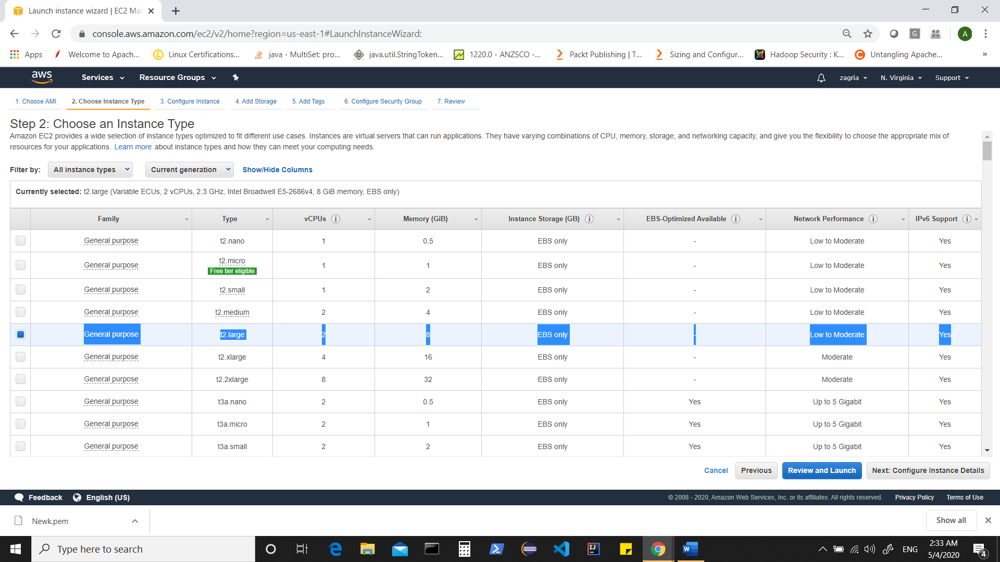 Launch instance wizard | EC2 Mar
console.aws.amazon.com/ec2/v2/home?region=us-east-1#LaunchInstanceWizard:
G
A
Apps Welcome to Apach... Linux Certifications... java - MultiSet: pro... java.util.StringToken... 1220.0 - ANZSCO -... Packt Publishing | T... Sizing and Configur... Hadoop Security : K... Untangling Apache... »
aws Services Resource Groups zagria N. Virginia Support
1. Choose AMI 2. Choose Instance Type 3. Configure Instance 4. Add Storage 5. Add Tags 6. Configure Security Group 7. Review
Step 2: Choose an Instance Type
Amazon EC2 provides a wide selection of instance types optimized to fit different use cases. Instances are virtual servers that can run applications. They have varying combinations of CPU, memory, storage, and networking capacity, and give you the flexibility to choose the appropriate mix of
resources for your applications. Learn more about instance types and how they can meet your computing needs.
Filter by: All instance types Current generation Show/Hide Columns
Currently selected: t2.large (Variable ECUs, 2 vCPUs, 2.3 GHz, Intel Broadwell E5-2686v4, 8 GiB memory, EBS only)
Family Type vCPUs Memory (GiB) Instance Storage (GB) EBS-Optimized Available Network Performance IPv6 Support
General purpose t2.nano 1 0.5 EBS only - Low to Moderate Yes
General purpose t2.micro 1 1 EBS only - Low to Moderate Yes
Free tier eligible
General purpose t2.small 1 2 EBS only - Low to Moderate Yes
General purpose t2.medium 2 4 EBS only - Low to Moderate Yes
General purpose t2.large 2 8 EBS only - Low to Moderate Yes
General purpose t2.xlarge 4 16 EBS only - Moderate Yes
General purpose t2.2xlarge 8 32 EBS only - Moderate Yes
General purpose t3a.nano 2 0.5 EBS only Yes Up to 5 Gigabit Yes
General purpose t3a.micro 2 1 EBS only Yes Up to 5 Gigabit Yes
General purpose t3a.small 2 2 EBS only Yes Up to 5 Gigabit Yes
Cancel Previous Review and Launch Next: Configure Instance Details
Feedback English (US) © 2008 - 2020, Amazon Web Services, Inc. or its affiliates. All rights reserved. Privacy Policy Terms of Use
Newk.pem Show all
Type here to search ENG 2:33 AM
5/4/2020
4